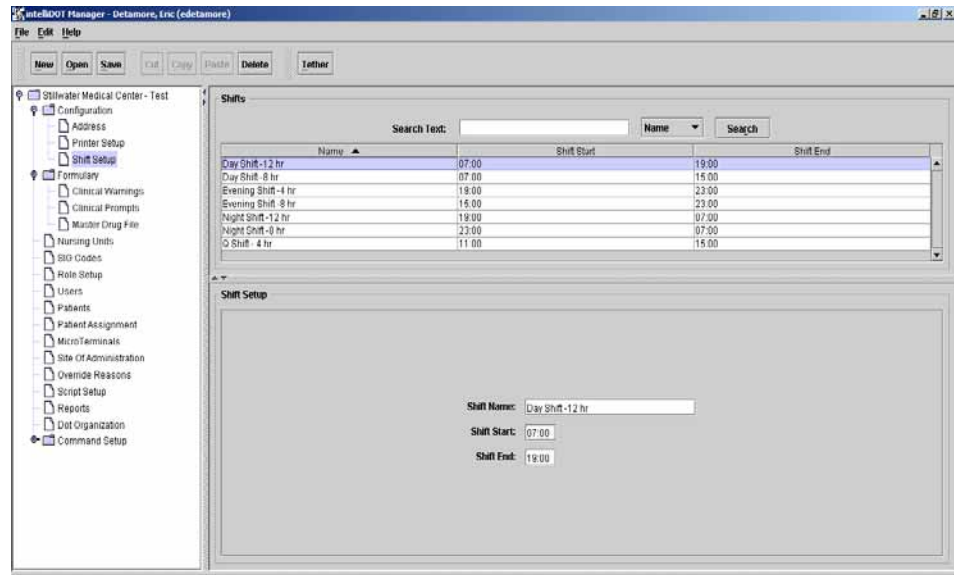 intelliDOT Manager - Detamore, Eric (edetamore)
File Edit Help
New Open Save Cut Copy Paste Delete Tether
Stillwater Medical Center - Test
Configuration
Address
Printer Setup
Shift Setup
Formulary
Clinical Warnings
Clinical Prompts
Master Drug File
Nursing Units
SIG Codes
Role Setup
Users
Patients
Patient Assignment
MicroTerminals
Site Of Administration
Override Reasons
Script Setup
Reports
Dot Organization
Command Setup
Shifts
Search Text: Name Search
Name Shift Start Shift End
Day Shift -12 hr 07:00 19:00
Day Shift -8 hr 07:00 15:00
Evening Shift -4 hr 19:00 23:00
Evening Shift -8 hr 15:00 23:00
Night Shift -12 hr 19:00 07:00
Night Shift -8 hr 23:00 07:00
Q Shift - 4 hr 11:00 15:00
Shift Setup
Shift Name: Day Shift -12 hr
Shift Start: 07:00
Shift End: 19:00